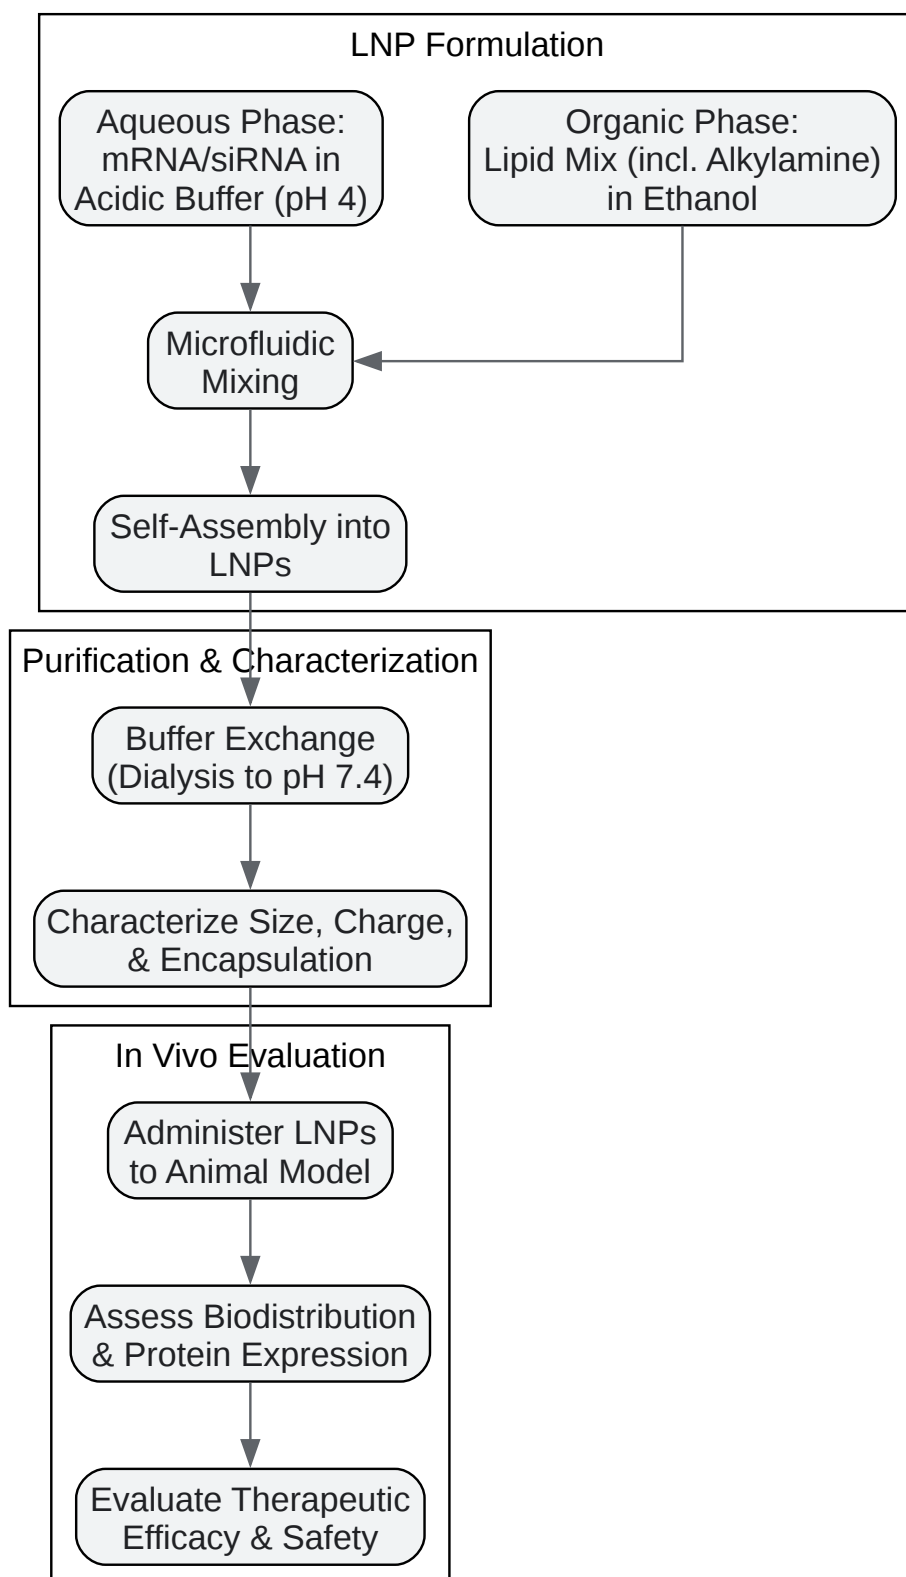 LNP Formulation
Aqueous Phase:
mRNA/siRNA in
Acidic Buffer (pH 4)
Organic Phase:
Lipid Mix (incl. Alkylamine)
in Ethanol
Microfluidic
Mixing
Self-Assembly into
LNPs
Purification & Characterization
Buffer Exchange
(Dialysis to pH 7.4)
Characterize Size, Charge,
& Encapsulation
In Vivo Evaluation
Administer LNPs
to Animal Model
Assess Biodistribution
& Protein Expression
Evaluate Therapeutic
Efficacy & Safety